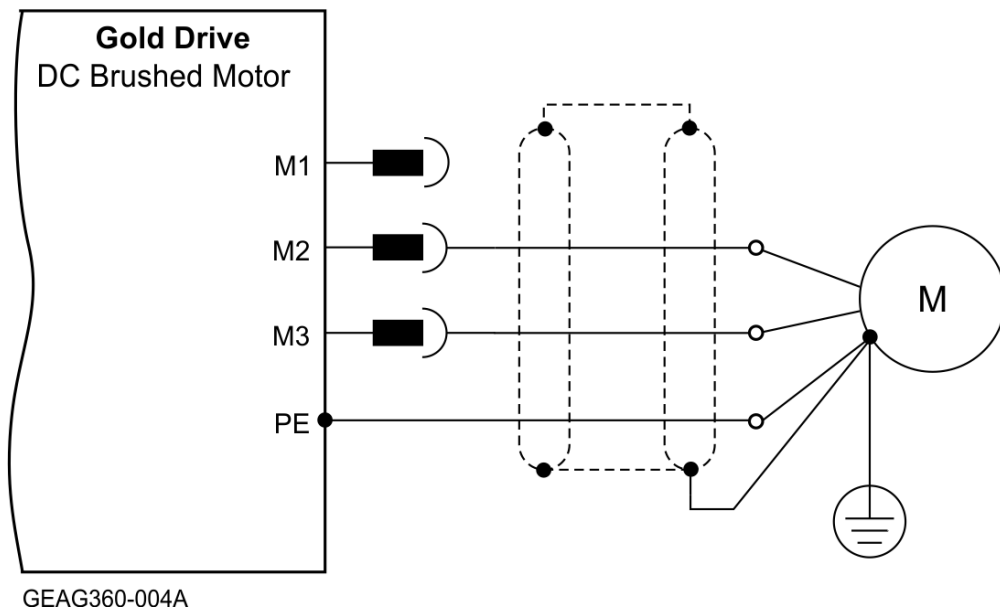 Gold Drive
DC Brushed Motor
M1
M2
M3
PE
M
GEAG360-004A